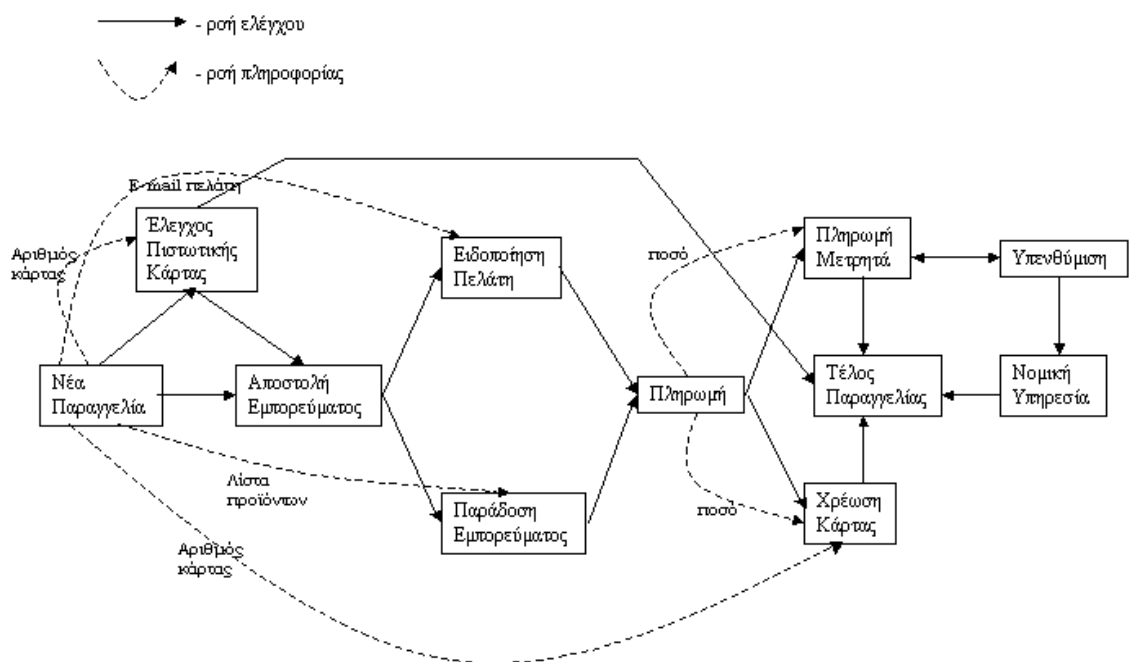 - ροή ελέγχου
- ροή πληροφορίας
E-mail πελάτη
Έλεγχος
Πιστωτικής
Κάρτας
Αριθμός
κάρτας
Ειδοποίηση
Πελάτη
ποσό
Πληρωμή
Μετρητά
Υπενθύμιση
Νέα
Παραγγελία
Αποστολή
Εμπορεύματος
Πληρωμή
Τέλος
Παραγγελίας
Νομική
Υπηρεσία
Λίστα
προϊόντων
Παράδοση
Εμπορεύματος
ποσό
Χρέωση
Κάρτας
Αριθμός
κάρτας